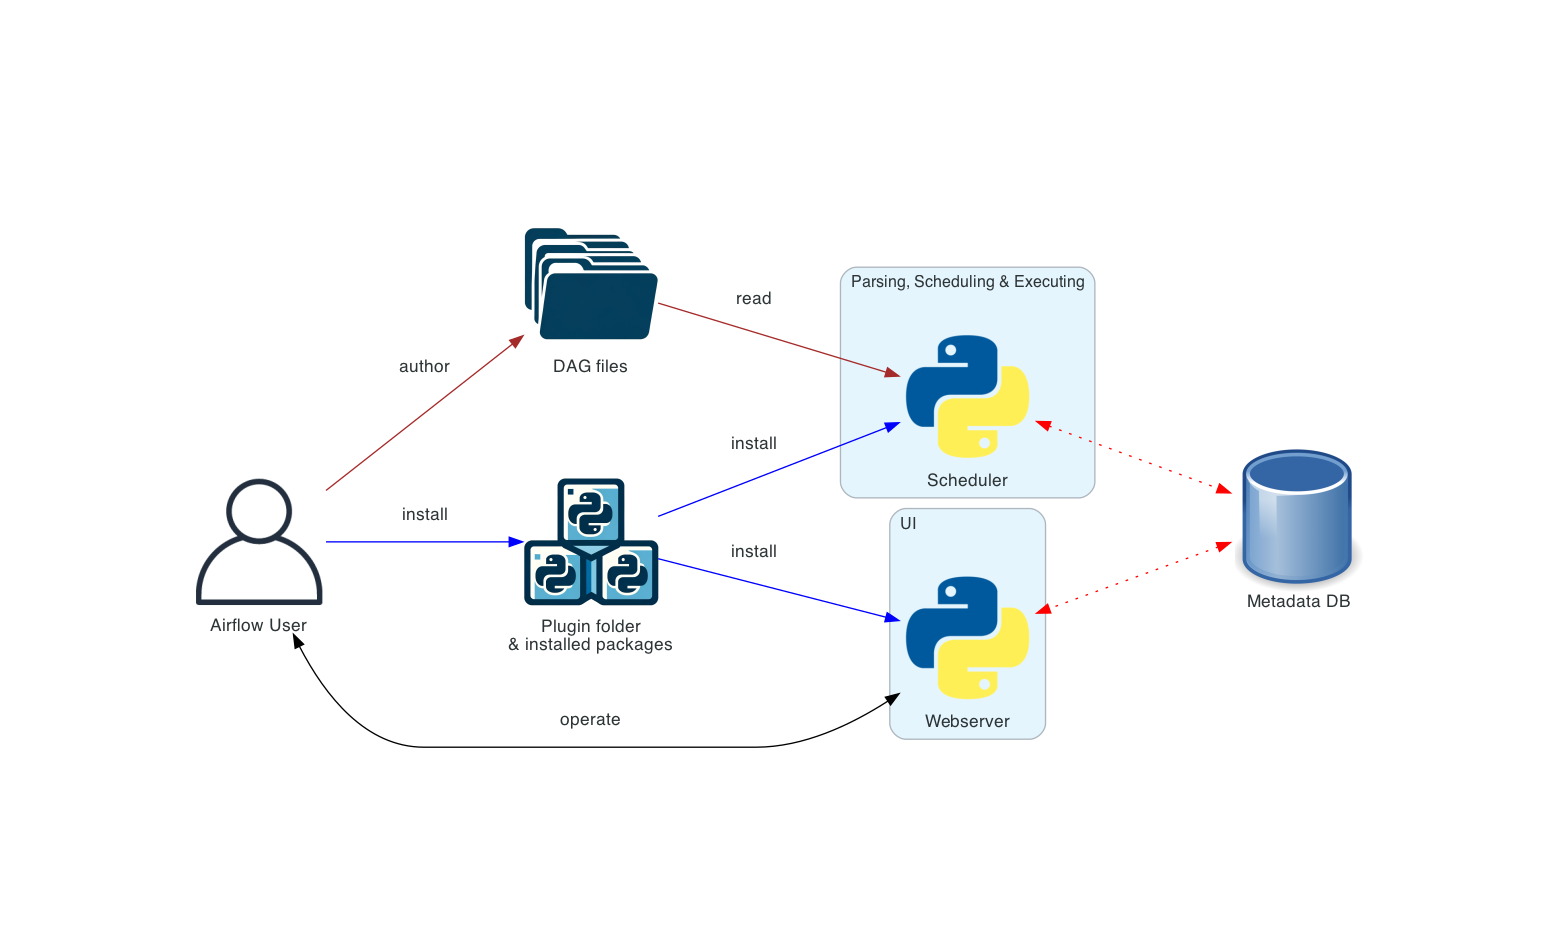 read
Parsing, Scheduling & Executing
author
DAG files
install
Scheduler
install
UI
install
Airflow User
Plugin folder
& installed packages
Metadata DB
operate
Webserver